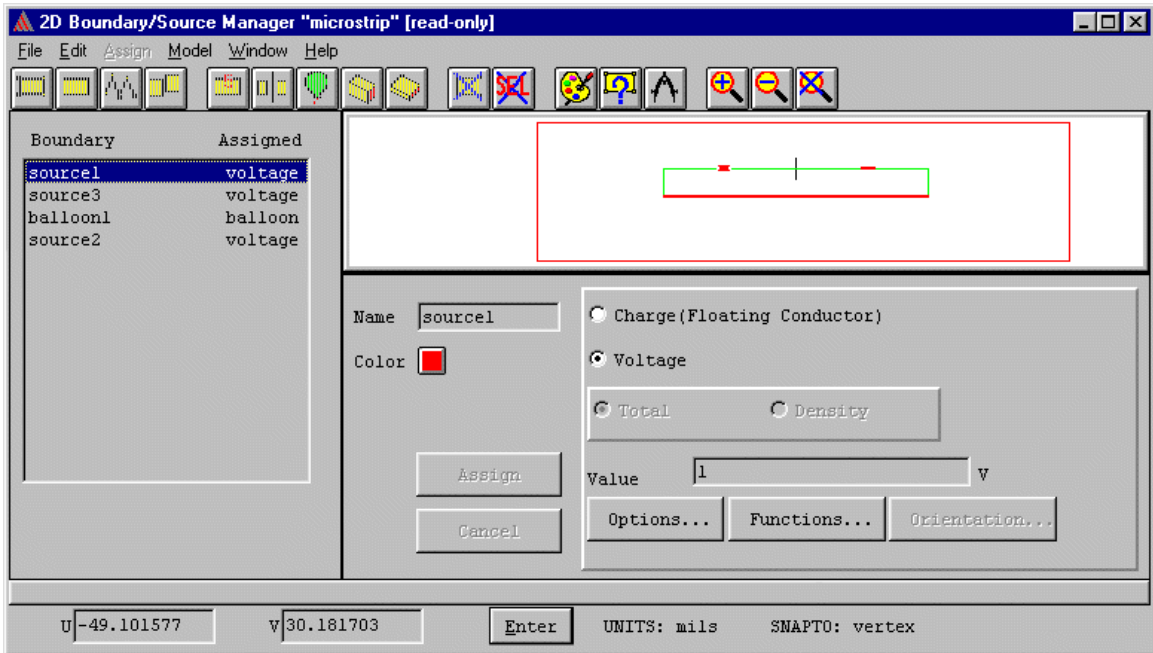 2D Boundary/Source Manager "microstrip" [read-only]
File Edit Assign Model Window Help
SEL
Boundary Assigned
source1 voltage
source3 voltage
balloon1 balloon
source2 voltage
Name source1
Color
Charge(Floating Conductor)
Voltage
Total Density
Value 1 V
Assign
Options... Functions... Orientation...
Cancel
U -49.101577 V 30.181703 Enter UNITS: mils SNAPTO: vertex